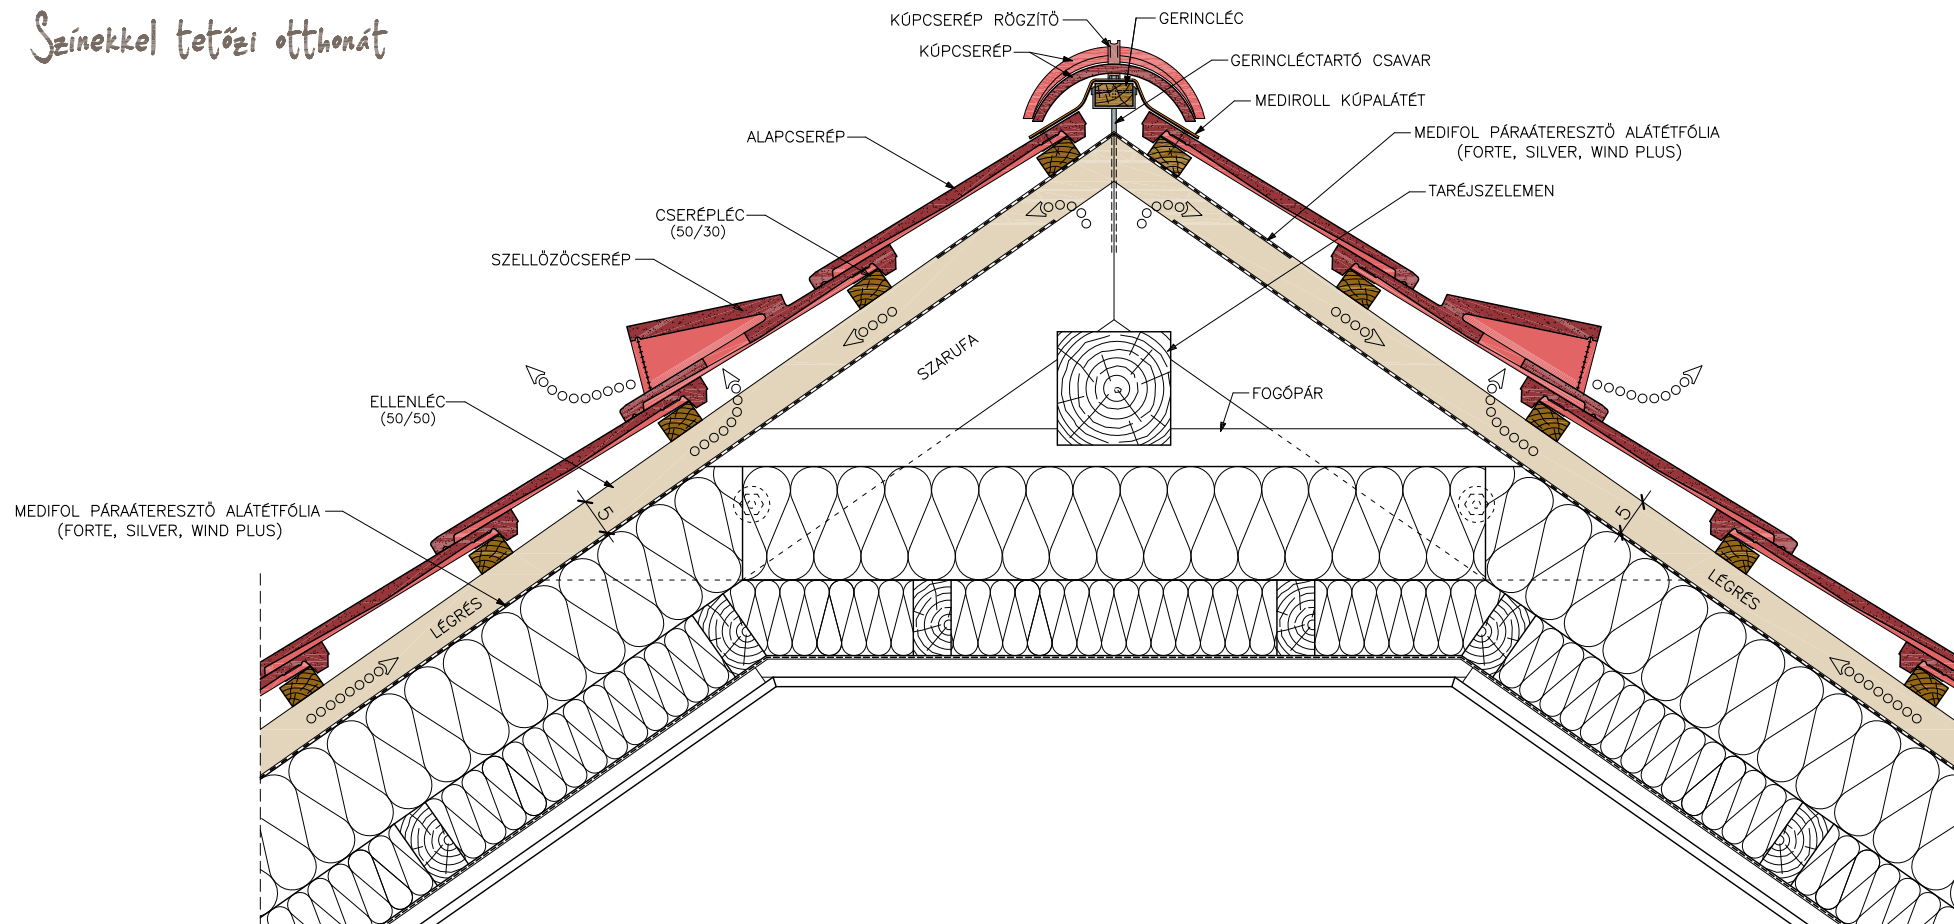 Színekkel tetőzi otthonát
KÚPCSERÉP RÖGZÍTŐ
GERINCLÉC
KÚPCSERÉP
GERINCLÉCTARTÓ CSAVAR
MEDIROLL KÚPALÁTÉT
ALAPCSERÉP
MEDIFOL PÁRAÁTERESZTŐ ALÁTÉTFÓLIA
(FORTE, SILVER, WIND PLUS)
TARÉJSZELEMEN
CSERÉPLÉC
(50/30)
SZELLŐZŐCSERÉP
SZARUFA
FOGÓPÁR
ELLENLÉC
(50/50)
MEDIFOL PÁRAÁTERESZTŐ ALÁTÉTFÓLIA
(FORTE, SILVER, WIND PLUS)
5
5
LÉGRÉS
LÉGRÉS